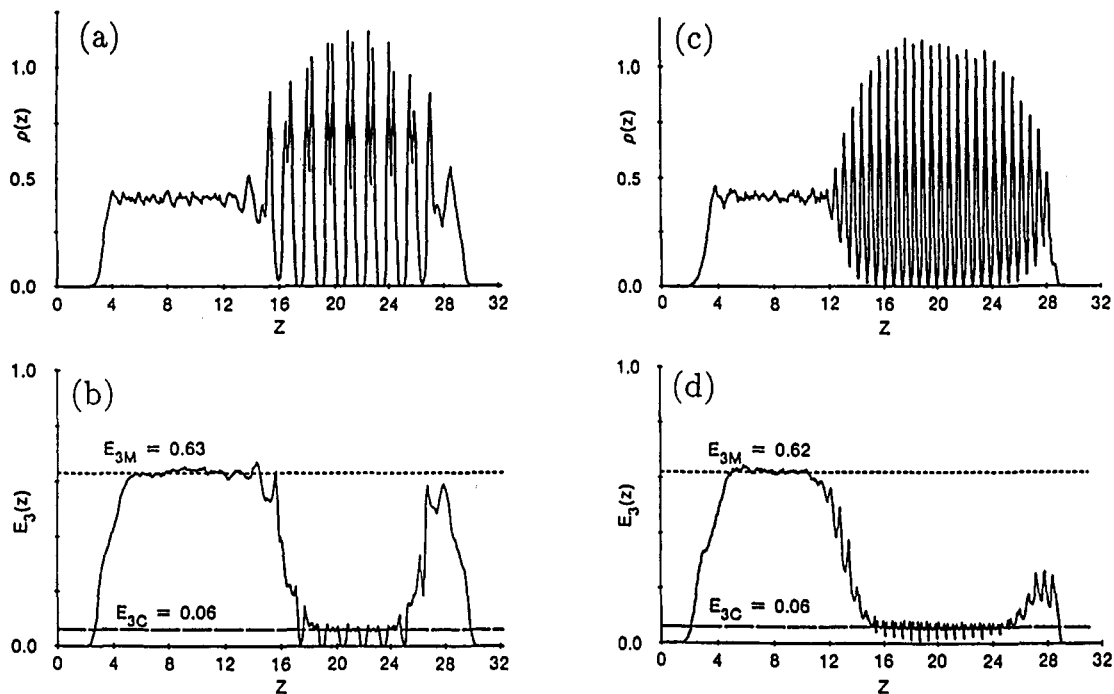 (a)
1.0
0.5
0.0
ρ(z)
0 4 8 12 16 20 24 28 32
Z
(c)
1.0
0.5
0.0
ρ(z)
0 4 8 12 16 20 24 28 32
Z
(b)
1.0
0.0
E₃(z)
E₃M = 0.63
E₃C = 0.06
0 4 8 12 16 20 24 28 32
Z
(d)
1.0
0.0
E₃(z)
E₃M = 0.62
E₃C = 0.06
0 4 8 12 16 20 24 28 32
Z